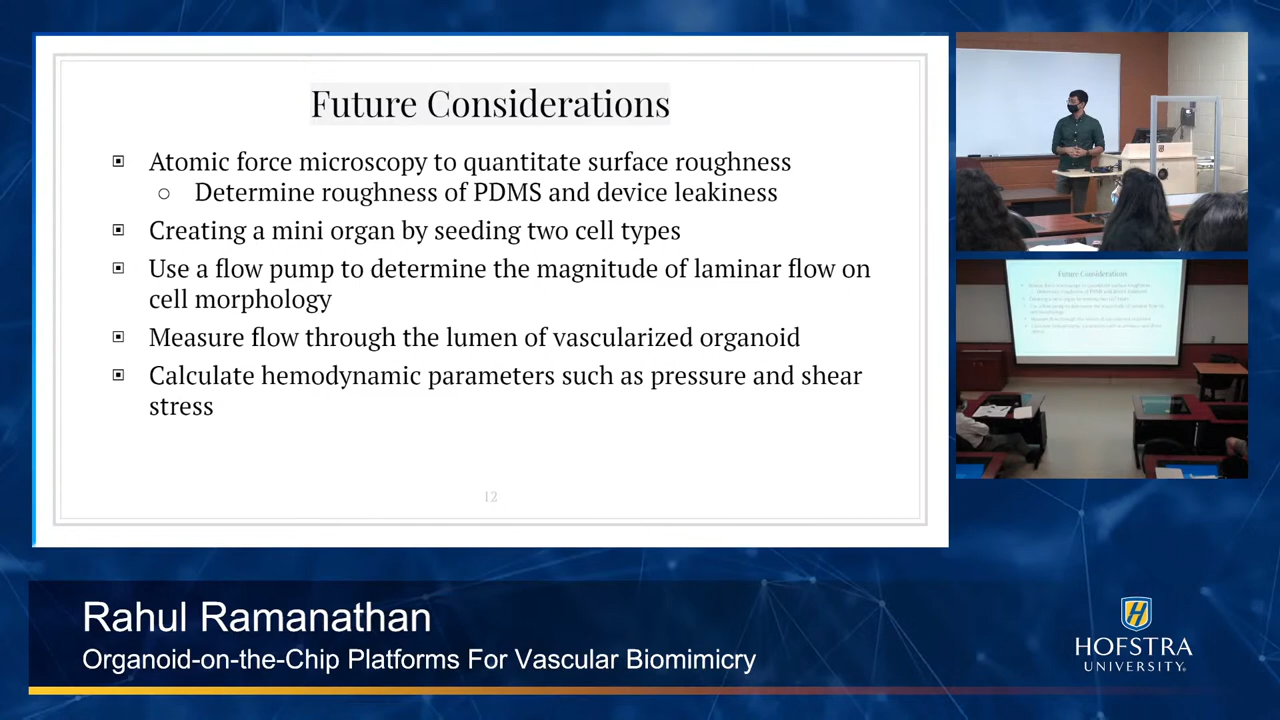 Future Considerations
Atomic force microscopy to quantitate surface roughness
Determine roughness of PDMS and device leakiness
Creating a mini organ by seeding two cell types
Use a flow pump to determine the magnitude of laminar flow on
cell morphology
Measure flow through the lumen of vascularized organoid
Calculate hemodynamic parameters such as pressure and shear
stress
12
Future Considerations
Rahul Ramanathan
Organoid-on-the-Chip Platforms For Vascular Biomimicry
HOFSTRA
UNIVERSITY